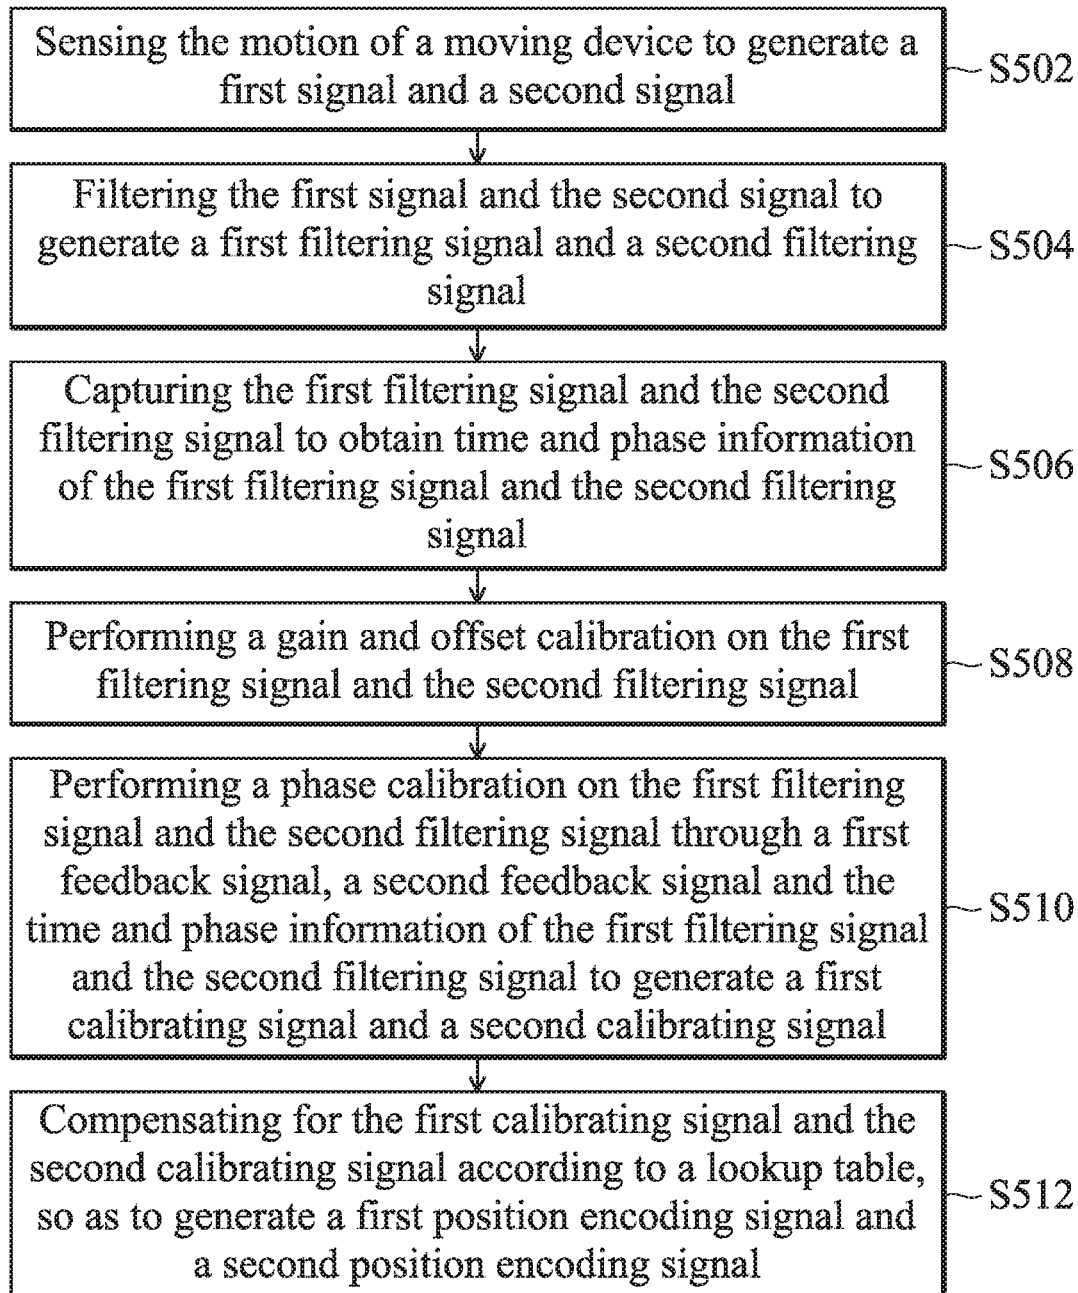 Sensing the motion of a moving device to generate a
first signal and a second signal
S502
Filtering the first signal and the second signal to
generate a first filtering signal and a second filtering
signal
S504
Capturing the first filtering signal and the second
filtering signal to obtain time and phase information
of the first filtering signal and the second filtering
signal
S506
Performing a gain and offset calibration on the first
filtering signal and the second filtering signal
S508
Performing a phase calibration on the first filtering
signal and the second filtering signal through a first
feedback signal, a second feedback signal and the
time and phase information of the first filtering signal
and the second filtering signal to generate a first
calibrating signal and a second calibrating signal
S510
Compensating for the first calibrating signal and the
second calibrating signal according to a lookup table,
so as to generate a first position encoding signal and
a second position encoding signal
S512